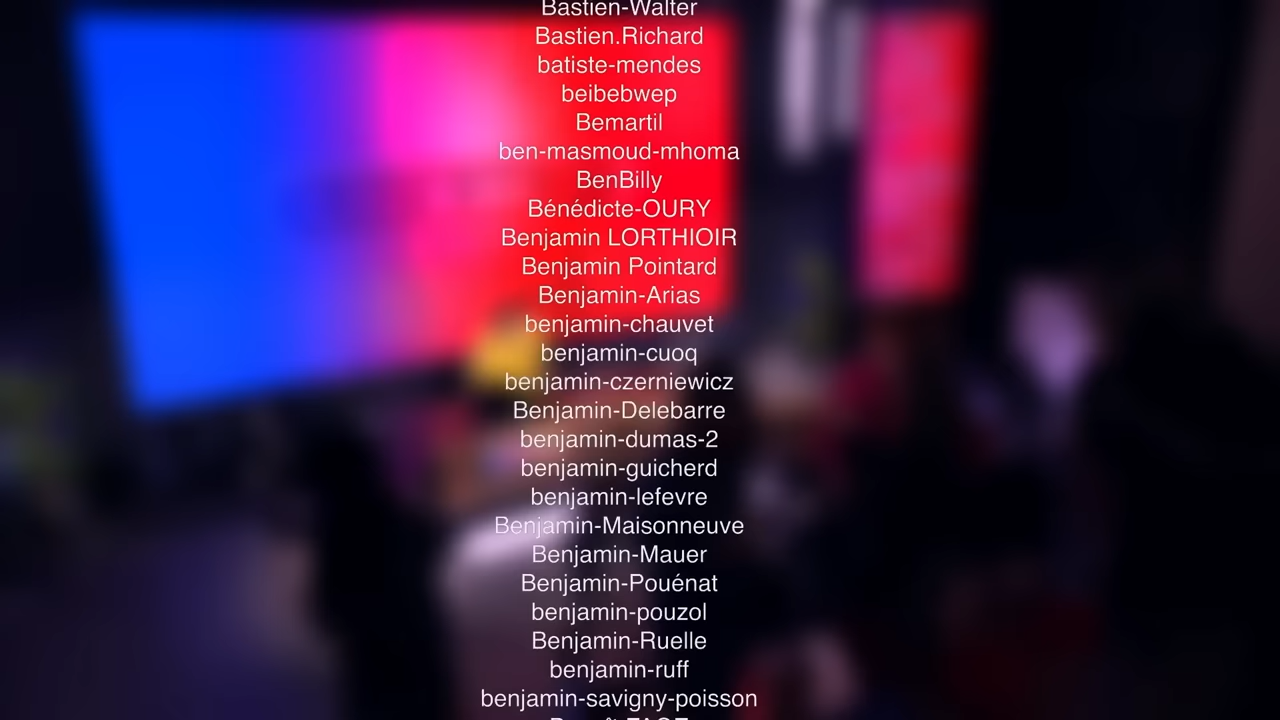 Bastien-Walter
Bastien.Richard
batiste-mendes
beibebwep
Bemartil
ben-masmoud-mhoma
BenBilly
Bénédicte-OURY
Benjamin LORTHIOIR
Benjamin Pointard
Benjamin-Arias
benjamin-chauvet
benjamin-cuoq
benjamin-czerniewicz
Benjamin-Delebarre
benjamin-dumas-2
benjamin-guicherd
benjamin-lefevre
Benjamin-Maisonneuve
Benjamin-Mauer
Benjamin-Pouénat
benjamin-pouzol
Benjamin-Ruelle
benjamin-ruff
benjamin-savigny-poisson